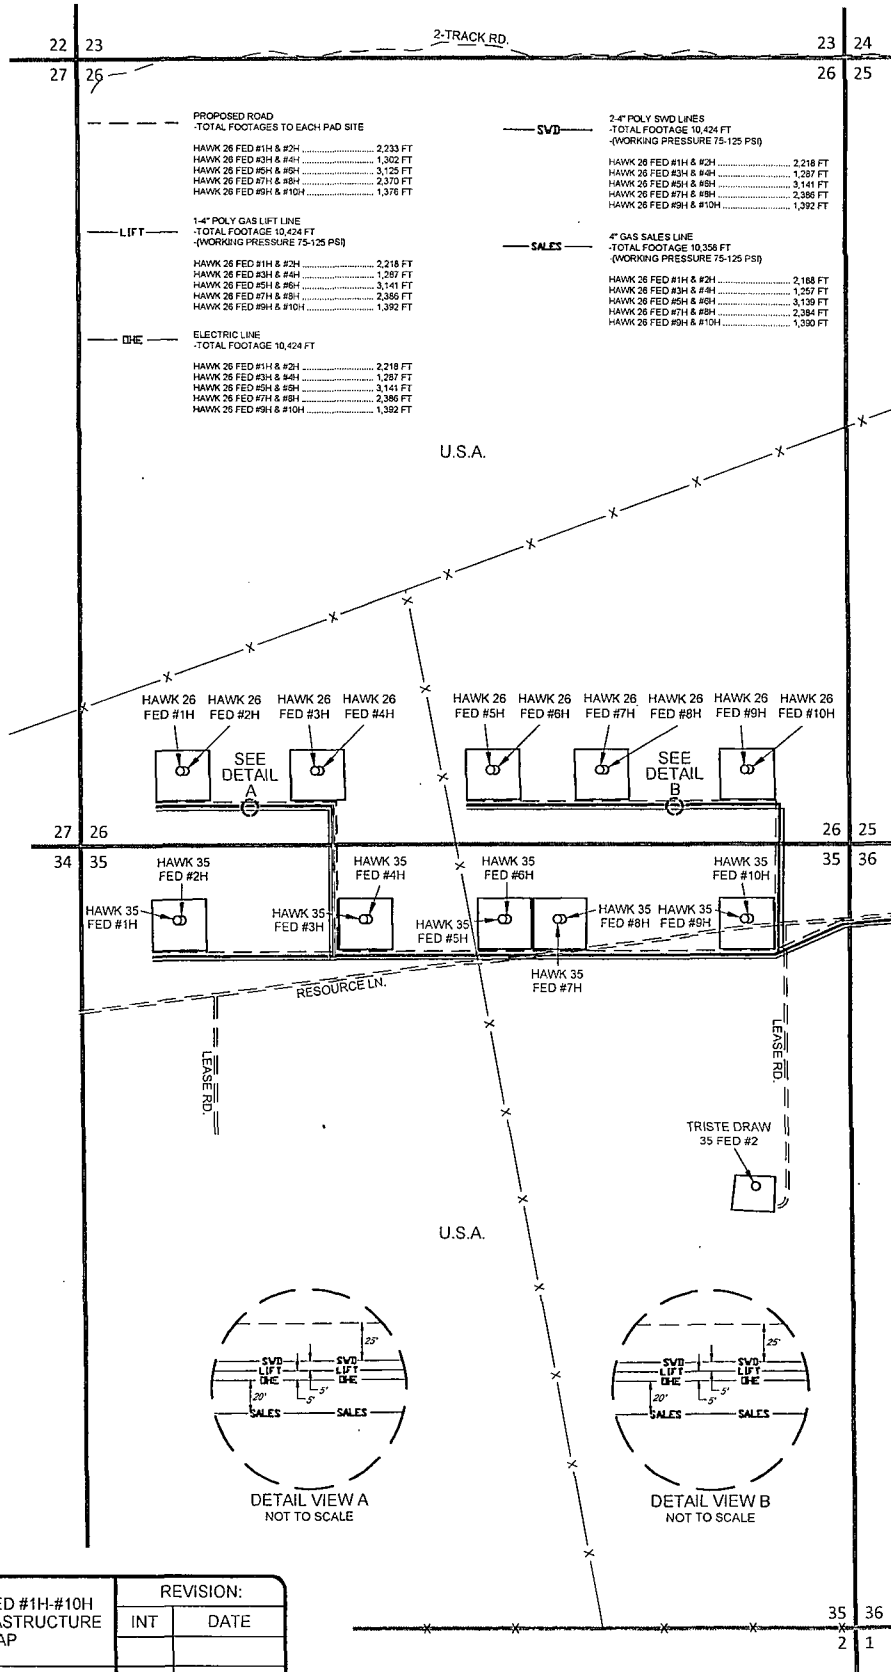 2-TRACK RD.
22 23
27 26
23 24
26 25
PROPOSED ROAD
-TOTAL FOOTAGES TO EACH PAD SITE
HAWK 26 FED #1H & #2H ........ 2,233 FT
HAWK 26 FED #3H & #4H ........ 1,302 FT
HAWK 26 FED #5H & #6H ........ 3,125 FT
HAWK 26 FED #7H & #8H ........ 2,370 FT
HAWK 26 FED #9H & #10H ........ 1,376 FT
LIFT
1-4" POLY GAS LIFT LINE
-TOTAL FOOTAGE 10,424 FT
-(WORKING PRESSURE 75-125 PSI)
HAWK 26 FED #1H & #2H ........ 2,218 FT
HAWK 26 FED #3H & #4H ........ 1,287 FT
HAWK 26 FED #5H & #6H ........ 3,141 FT
HAWK 26 FED #7H & #8H ........ 2,386 FT
HAWK 26 FED #9H & #10H ........ 1,392 FT
OHE
ELECTRIC LINE
-TOTAL FOOTAGE 10,424 FT
HAWK 26 FED #1H & #2H ........ 2,218 FT
HAWK 26 FED #3H & #4H ........ 1,287 FT
HAWK 26 FED #5H & #6H ........ 3,141 FT
HAWK 26 FED #7H & #8H ........ 2,386 FT
HAWK 26 FED #9H & #10H ........ 1,392 FT
SWD
2-4" POLY SWD LINES
-TOTAL FOOTAGE 10,424 FT
-(WORKING PRESSURE 75-125 PSI)
HAWK 26 FED #1H & #2H ........ 2,218 FT
HAWK 26 FED #3H & #4H ........ 1,287 FT
HAWK 26 FED #5H & #6H ........ 3,141 FT
HAWK 26 FED #7H & #8H ........ 2,386 FT
HAWK 26 FED #9H & #10H ........ 1,392 FT
SALES
4" GAS SALES LINE
-TOTAL FOOTAGE 10,358 FT
-(WORKING PRESSURE 75-125 PSI)
HAWK 26 FED #1H & #2H ........ 2,168 FT
HAWK 26 FED #3H & #4H ........ 1,257 FT
HAWK 26 FED #5H & #6H ........ 3,139 FT
HAWK 26 FED #7H & #8H ........ 2,384 FT
HAWK 26 FED #9H & #10H ........ 1,390 FT
U.S.A.
HAWK 26
FED #1H
HAWK 26
FED #2H
HAWK 26
FED #3H
HAWK 26
FED #4H
HAWK 26
FED #5H
HAWK 26
FED #6H
HAWK 26
FED #7H
HAWK 26
FED #8H
HAWK 26
FED #9H
HAWK 26
FED #10H
SEE
DETAIL
A
SEE
DETAIL
B
27 26
34 35
26 25
35 36
HAWK 35
FED #2H
HAWK 35
FED #4H
HAWK 35
FED #6H
HAWK 35
FED #10H
HAWK 35
FED #1H
HAWK 35
FED #3H
HAWK 35
FED #5H
HAWK 35
FED #8H
HAWK 35
FED #9H
HAWK 35
FED #7H
RESOURCE LN.
LEASE RD.
LEASE RD.
TRISTE DRAW
35 FED #2
U.S.A.
25'
SWD SWD
LIFT LIFT
OHE OHE
5'
5'
20'
SALES SALES
DETAIL VIEW A
NOT TO SCALE
25'
SWD SWD
LIFT LIFT
OHE OHE
5'
5'
20'
SALES SALES
DETAIL VIEW B
NOT TO SCALE
ED #1H-#10H
ASTRUCTURE
AP
REVISION:
INT DATE
35 36
2 1